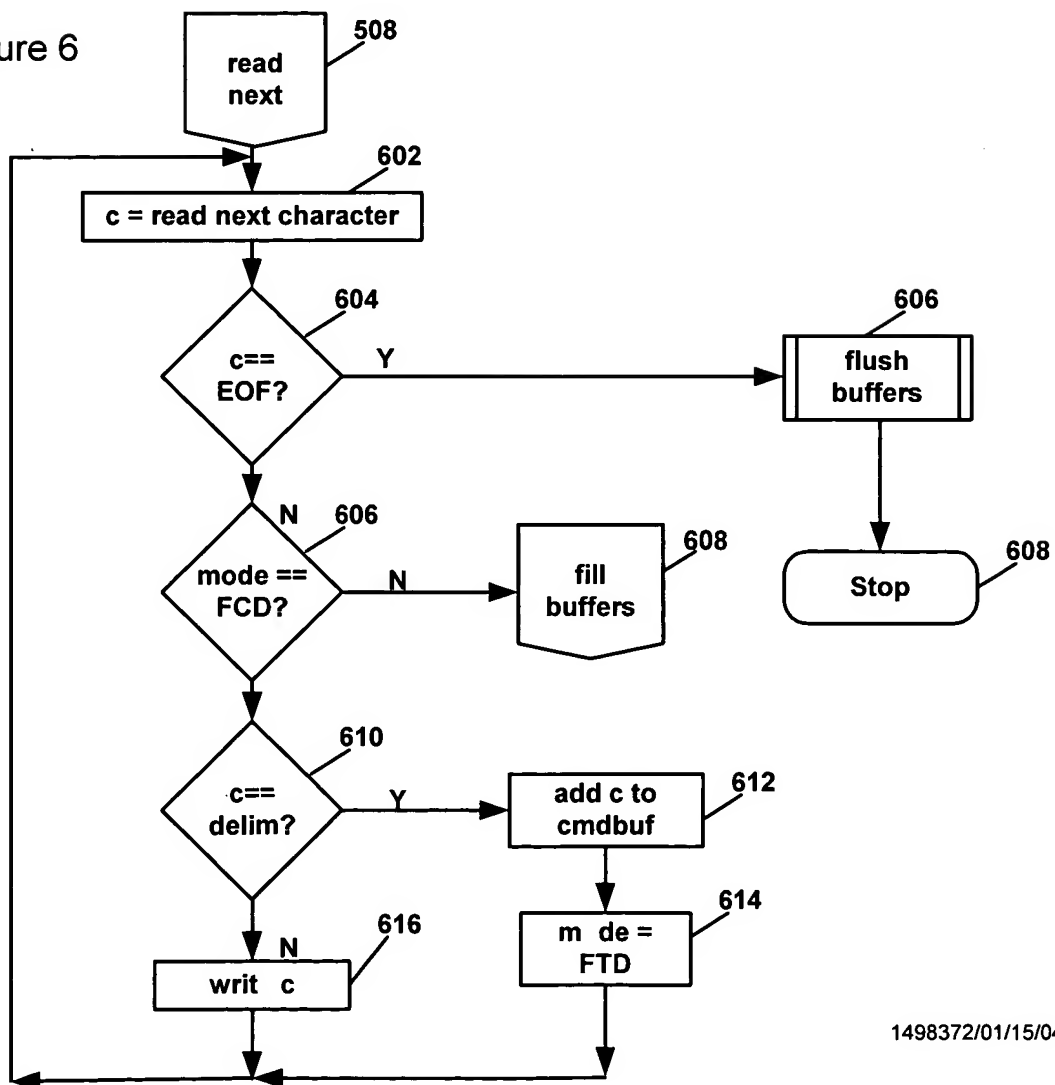 ure 6
508
read
next
602
c = read next character
604
c==
EOF?
Y
606
flush
buffers
N
606
mode ==
FCD?
N
608
fill
buffers
608
Stop
610
c==
delim?
Y
add c to
cmdbuf
612
614
m de =
FTD
N
616
writ c
1498372/01/15/04